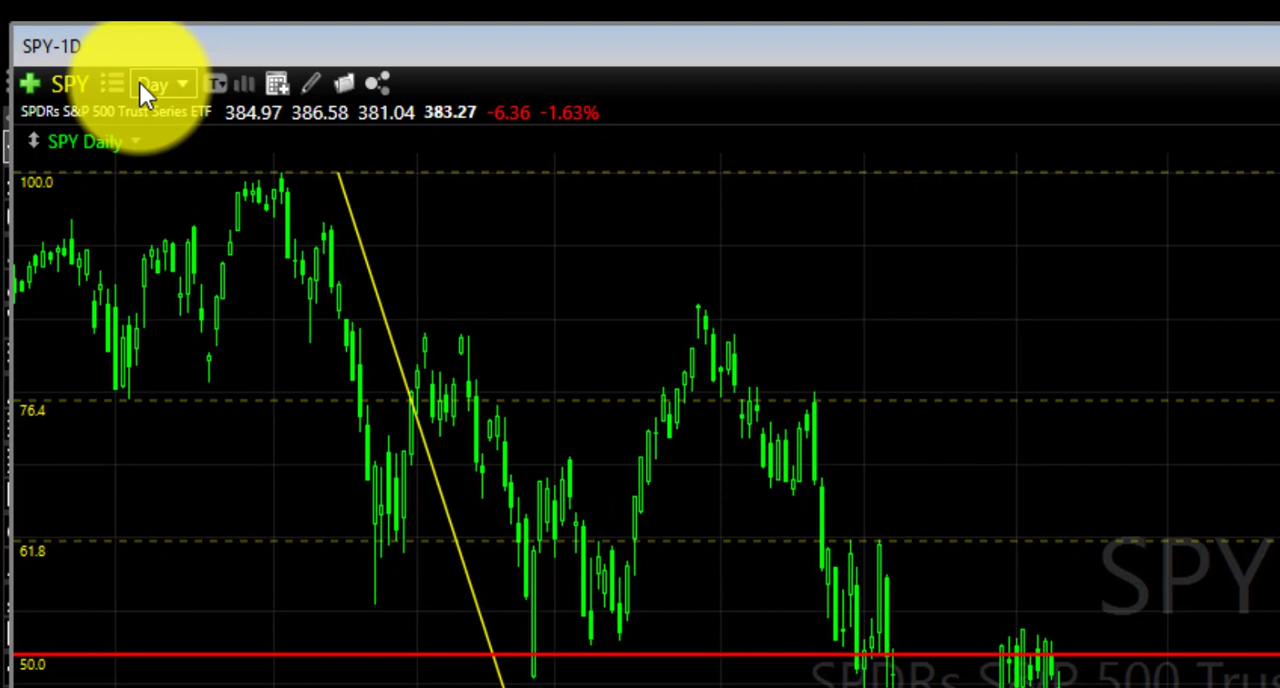 SPY-1D
SPY Day
SPDRs S&P 500 Trust Series ETF 384.97 386.58 381.04 383.27 -6.36 -1.63%
SPY Daily
100.0
76.4
61.8
SPY
50.0
SPDRs S&P 500 Trus